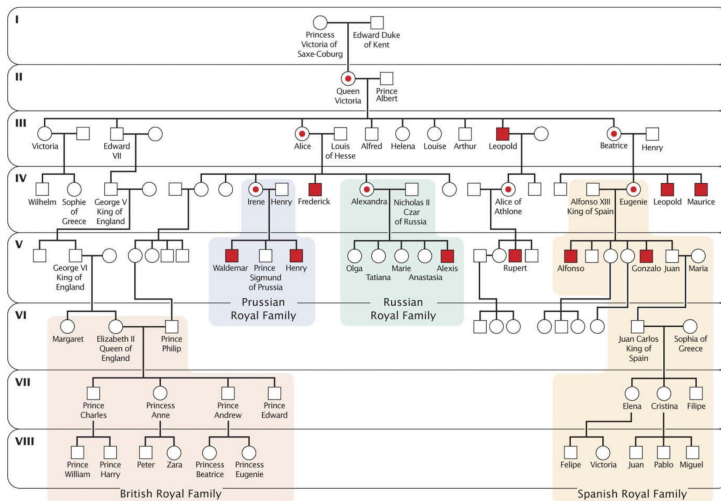 I
Princess
Victoria of
Saxe-Coburg
Edward Duke
of Kent
II
Queen
Victoria
Prince
Albert
III
Victoria
Edward
VII
Alice
Louis
of Hesse
Alfred
Helena
Louise
Arthur
Leopold
Beatrice
Henry
IV
Wilhelm
Sophie
of Greece
George V
King of
England
Irene
Henry
Frederick
Alexandra
Nicholas II
Czar
of Russia
Alice of
Athlone
Alfonso XIII
King of Spain
Eugenie
Leopold
Maurice
V
George VI
King of
England
Waldemar
Prince
Sigmund
of Prussia
Henry
Prussian
Royal Family
Olga
Tatiana
Marie
Anastasia
Alexis
Russian
Royal Family
Rupert
Alfonso
Gonzalo
Juan
Maria
VI
Margaret
Elizabeth II
Queen of
England
Prince
Philip
Juan Carlos
King of
Spain
Sophia of
Greece
VII
Prince
Charles
Princess
Anne
Prince
Andrew
Prince
Edward
Elena
Cristina
Filipe
VIII
Prince
William
Prince
Harry
Peter
Zara
Princess
Beatrice
Princess
Eugenie
British Royal Family
Felipe
Victoria
Juan
Pablo
Miguel
Spanish Royal Family